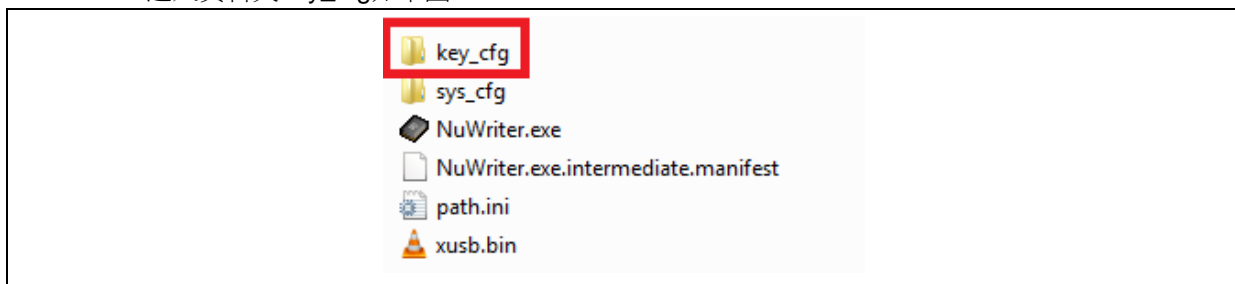 key_cfg
sys_cfg
NuWriter.exe
NuWriter.exe.intermediate.manifest
path.ini
xusb.bin